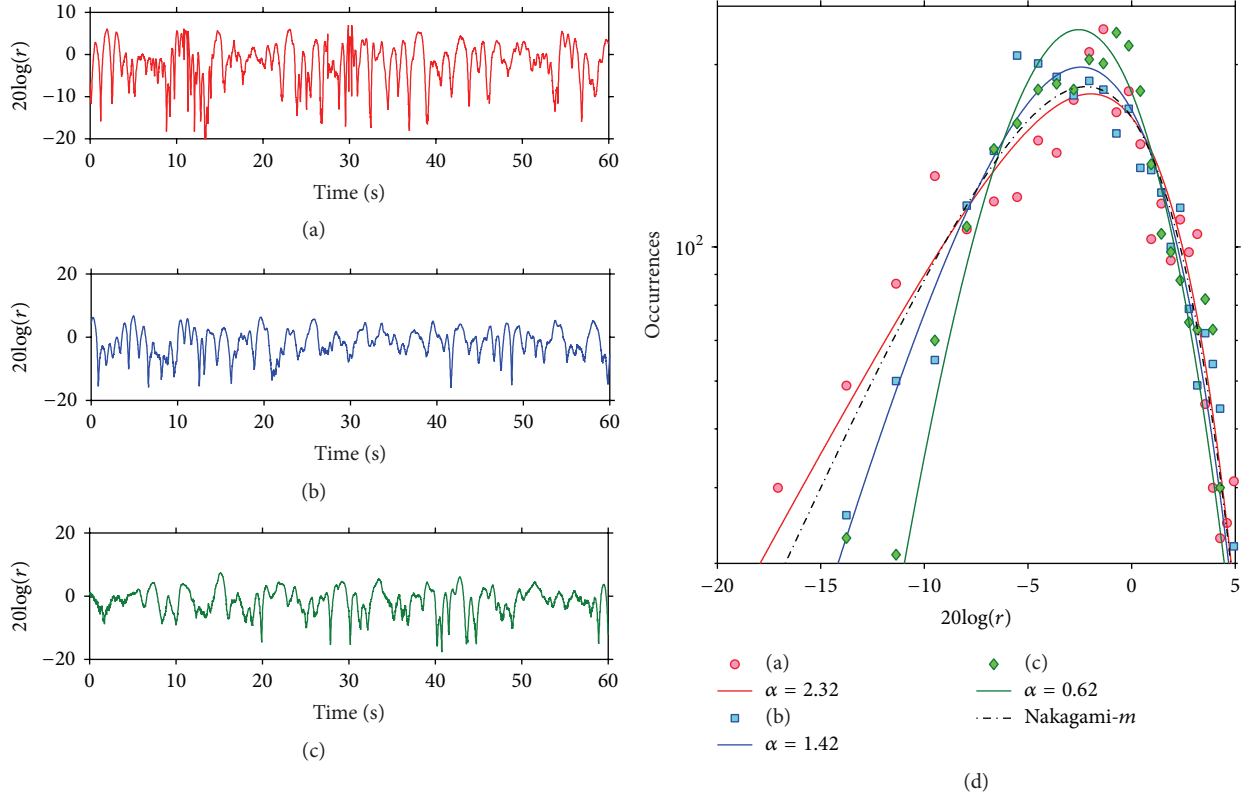 10
0
−10
−20
20log(r)
0 10 20 30 40 50 60
Time (s)
(a)
20
0
−20
20log(r)
0 10 20 30 40 50 60
Time (s)
(b)
20
0
−20
20log(r)
0 10 20 30 40 50 60
Time (s)
(c)
10²
Occurrences
−20 −15 −10 −5 0 5
20log(r)
(a)
α = 2.32
(b)
α = 1.42
(c)
α = 0.62
Nakagami-m
(d)